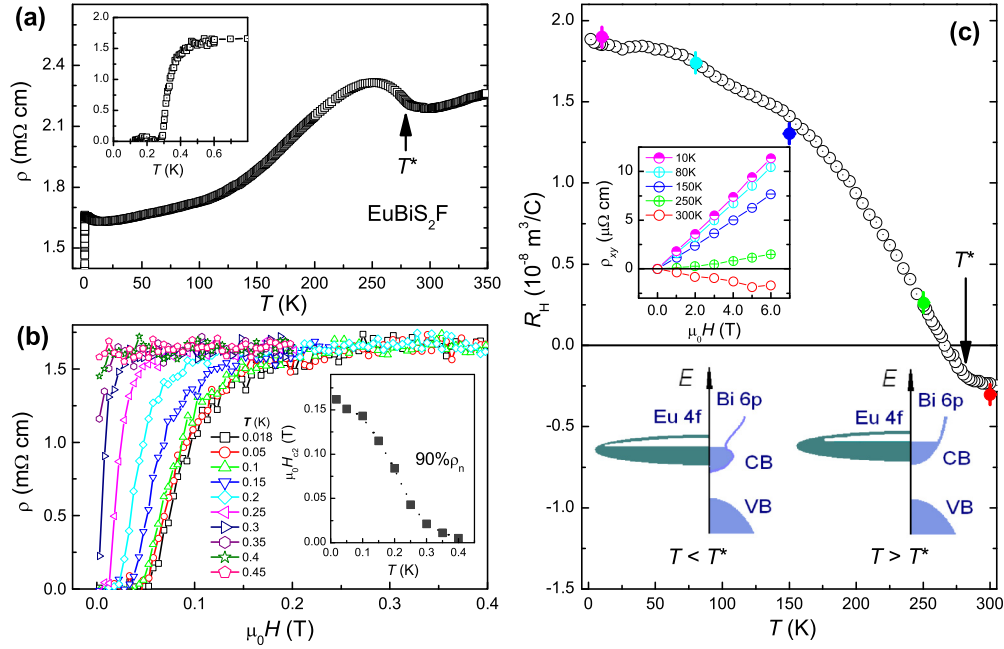 (a)
ρ (mΩ cm)
2.4
2.1
1.8
1.5
2.0
1.5
1.0
0.5
0.0
0.0 0.2 0.4 0.6
T (K)
T*
EuBiS₂F
0 50 100 150 200 250 300 350
T (K)
(b)
ρ (mΩ cm)
1.5
1.0
0.5
0.0
T (K)
0.018
0.05
0.1
0.15
0.2
0.25
0.3
0.35
0.4
0.45
μ₀H_c2 (T)
0.15
0.10
0.05
0.00
90%ρₙ
0.0 0.1 0.2 0.3 0.4
T (K)
0.0 0.1 0.2 0.3 0.4
μ₀H (T)
(c)
R_H (10⁻⁸ m³/C)
2.0
1.5
1.0
0.5
0.0
-0.5
-1.0
-1.5
10K
80K
150K
250K
300K
ρ_xy (μΩ cm)
10
5
0
0.0 2.0 4.0 6.0
μ₀H (T)
T*
E
Bi 6p
Eu 4f
CB
VB
T < T*
E
Bi 6p
Eu 4f
CB
VB
T > T*
0 50 100 150 200 250 300
T (K)